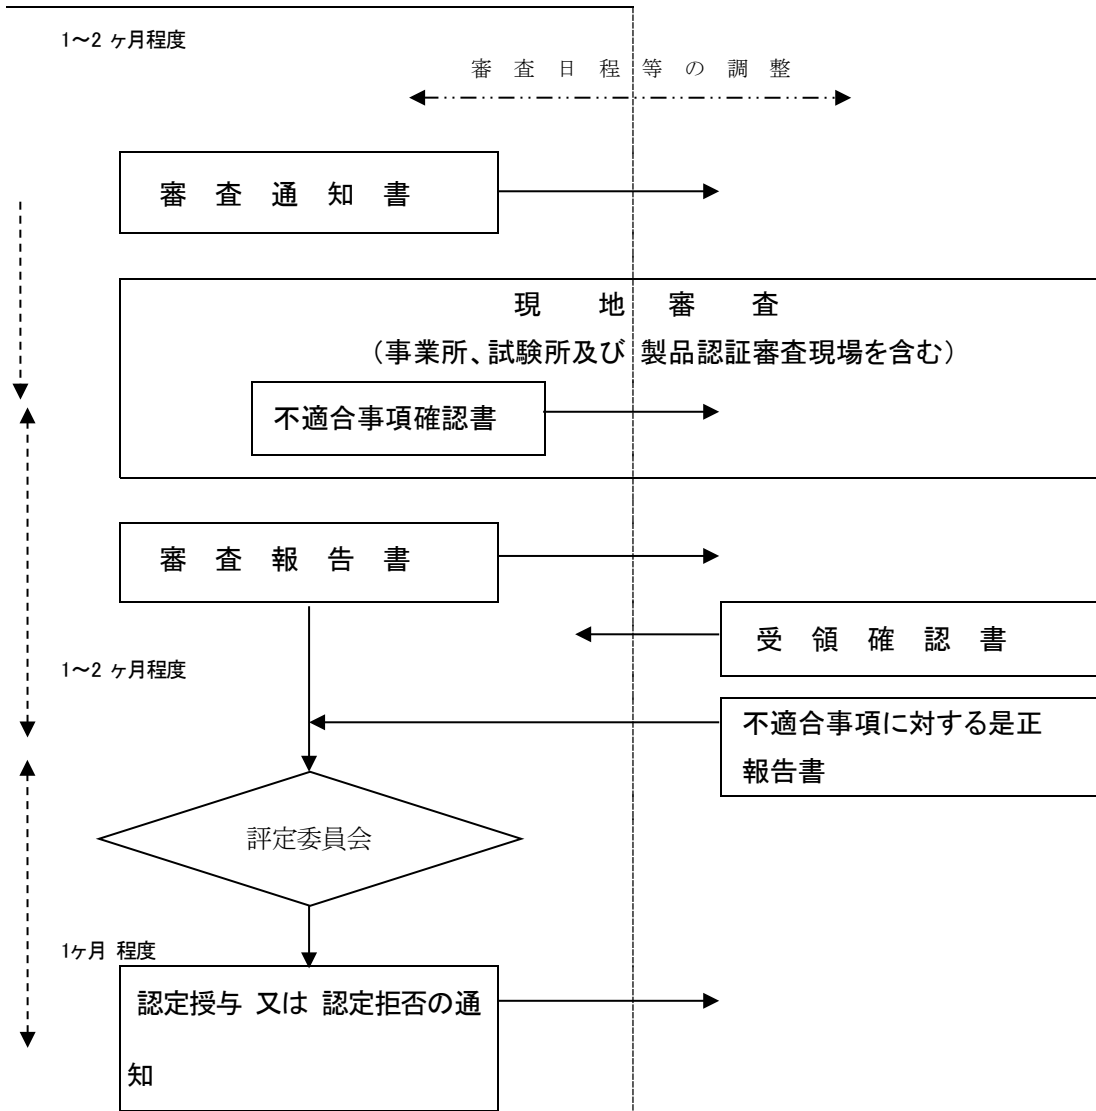 1～2 ヶ月程度
審 査 日 程 等 の 調 整
審 査 通 知 書
現 地 審 査
（事業所、試験所及び 製品認証審査現場を含む）
不適合事項確認書
審 査 報 告 書
受 領 確 認 書
1～2 ヶ月程度
不適合事項に対する是正
報告書
評定委員会
1ヶ月 程度
認定授与 又は 認定拒否の通
知